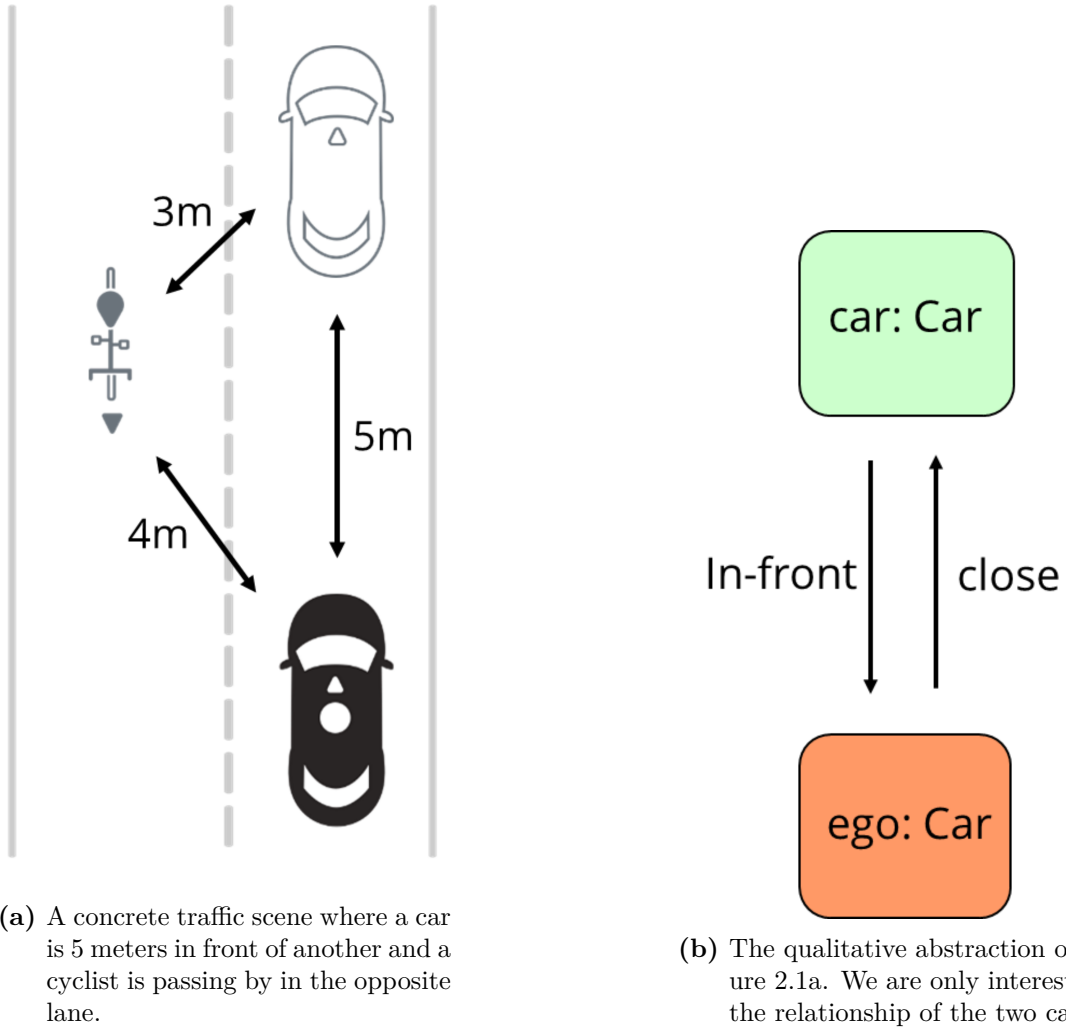 3m
5m
4m
car: Car
In-front
close
ego: Car
(a) A concrete traffic scene where a car
is 5 meters in front of another and a
cyclist is passing by in the opposite
lane.
(b) The qualitative abstraction
ure 2.1a. We are only
the relationship of the two